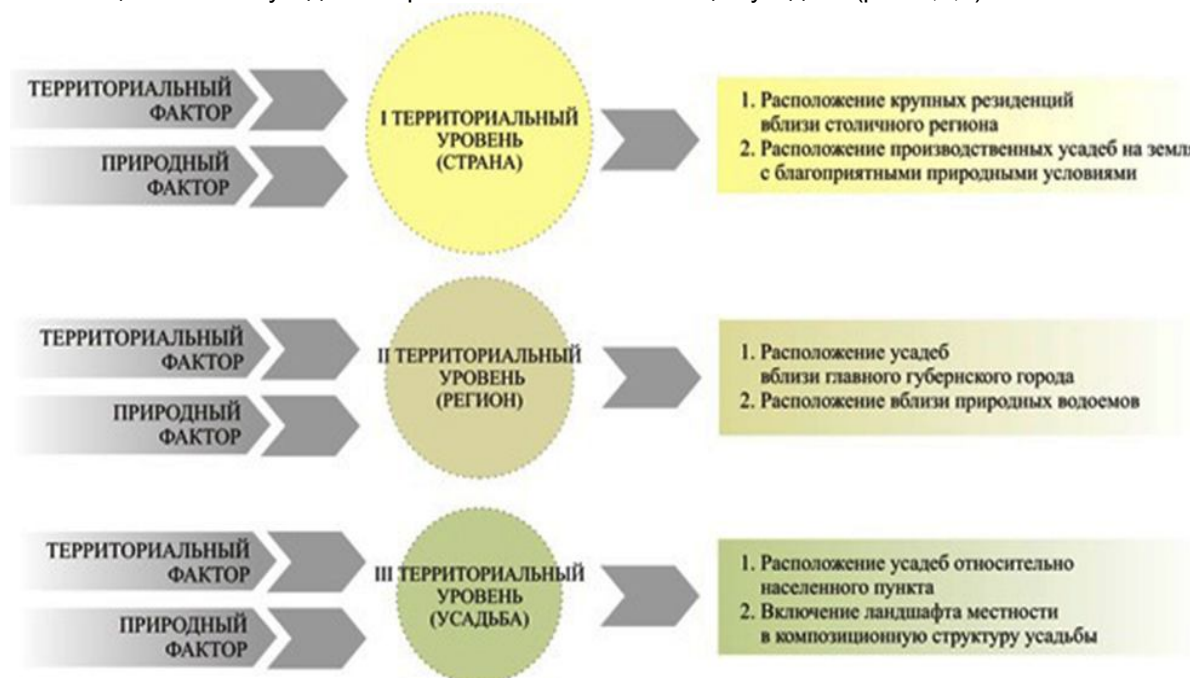 ТЕРРИТОРИАЛЬНЫЙ
ФАКТОР
ПРИРОДНЫЙ
ФАКТОР
I ТЕРРИТОРИАЛЬНЫЙ
УРОВЕНЬ
(СТРАНА)
1. Расположение крупных резиденций
вблизи столичного региона
2. Расположение производственных усадеб на
с благоприятными природными условиями
ТЕРРИТОРИАЛЬНЫЙ
ФАКТОР
ПРИРОДНЫЙ
ФАКТОР
II ТЕРРИТОРИАЛЬНЫЙ
УРОВЕНЬ
(РЕГИОН)
1. Расположение усадеб
вблизи главного губернского города
2. Расположение вблизи природных водоемов
ТЕРРИТОРИАЛЬНЫЙ
ФАКТОР
ПРИРОДНЫЙ
ФАКТОР
III ТЕРРИТОРИАЛЬНЫЙ
УРОВЕНЬ
(УСАДЬБА)
1. Расположение усадеб относительно
населенного пункта
2. Включение ландшафта местности
в композиционную структуру усадьбы